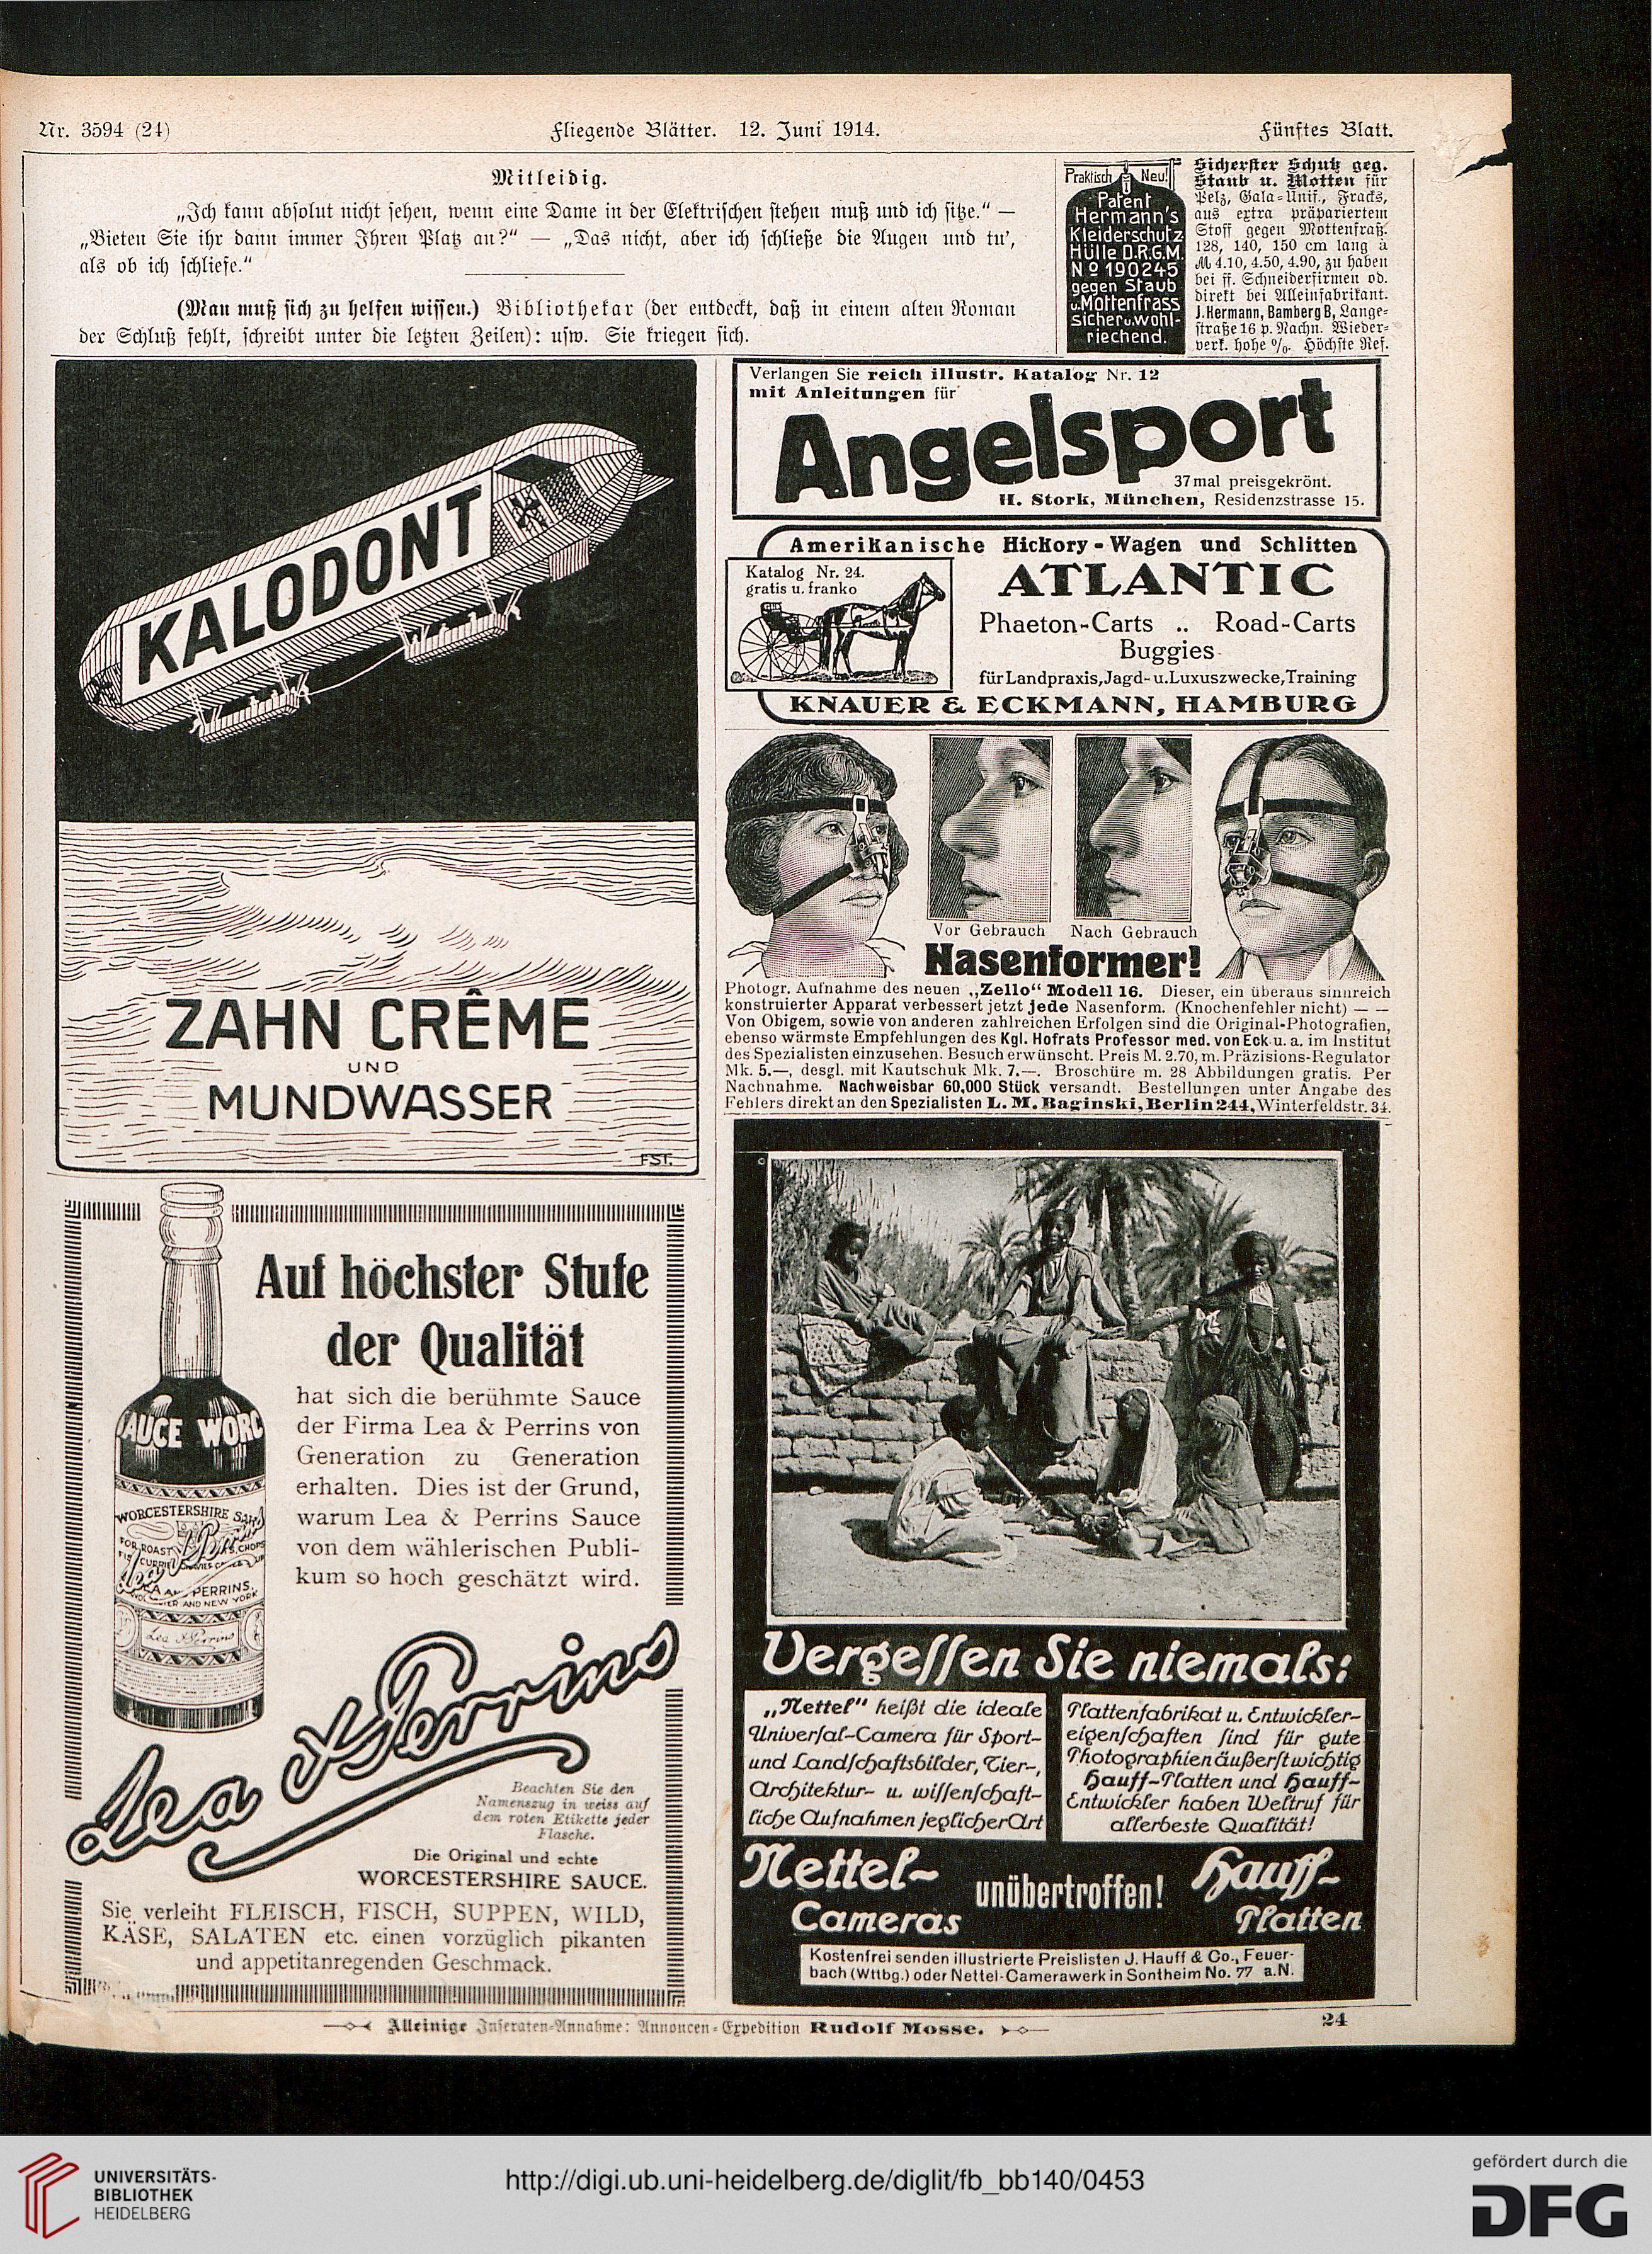 Nr. 3594 (24)
Fliegende Blätter. 12. Juni 1914.
Fünftes Blatt.
Mitleidig.
„Ich kann absolut nicht sehen, wenn eine Dame in der Elektrischen stehen muß und ich sitze.“ —
„Bieten Sie ihr dann immer Ihren Platz an?“ — „Das nicht, aber ich schließe die Augen und tu’,
als ob ich schliefe.“
(Man muß sich zu helfen wissen.) Bibliothekar (der entdeckt, daß in einem alten Roman
der Schluß fehlt, schreibt unter die letzten Zeilen): usw. Sie kriegen sich.
Praktisch Neu!
Patent
Hermann's
Kleiderschutz
Hülle D.R.G.M.
No 190245
gegen Staub
u. Mottenfrass
sicher u. wohl-
riechend.
Sicherster Schutz geg.
Staub u. Motten für
Pelz, Gala-Unif., Fracks,
aus extra präpariertem
Stoff gegen Mottenfraß.
128, 140, 150 cm lang à
M 4.10, 4.50, 4.90, zu haben
bei ff. Schneiderfirmen od.
direkt bei Alleinfabrikant.
J. Hermann, Bamberg B, Lange-
straße 16 p. Nachn. Wieder-
verk. hohe %. Höchste Ref.
KALODONT
ZAHN CRÊME
UND
MUNDWASSER
FST.
Verlangen Sie reich illustr. Katalog Nr. 12
mit Anleitungen für
Angelsport
37mal preisgekrönt.
H. Stork, München, Residenzstrasse 15.
Amerikanische Hickory-Wagen und Schlitten
Katalog Nr. 24.
gratis u. franko
ATLANTIC
Phaeton-Carts .. Road-Carts
Buggies
für Landpraxis, Jagd- u. Luxuszwecke, Training
KNAUER & ECKMANN, HAMBURG
Vor Gebrauch Nach Gebrauch
Nasenformer!
Photogr. Aufnahme des neuen „Zello“ Modell 16. Dieser, ein überaus sinnreich
konstruierter Apparat verbessert jetzt jede Nasenform. (Knochenfehler nicht) — —
Von Obigem, sowie von anderen zahlreichen Erfolgen sind die Original-Photografien,
ebenso wärmste Empfehlungen des Kgl. Hofrats Professor med. von Eck u. a. im Institut
des Spezialisten einzusehen. Besuch erwünscht. Preis M. 2.70, m. Präzisions-Regulator
Mk. 5.—, desgl. mit Kautschuk Mk. 7.—. Broschüre m. 28 Abbildungen gratis. Per
Nachnahme. Nachweisbar 60,000 Stück versandt. Bestellungen unter Angabe des
Fehlers direkt an den Spezialisten L. M. Baginski, Berlin 244, Winterfeldstr. 34.
Auf höchster Stufe
der Qualität
hat sich die berühmte Sauce
der Firma Lea & Perrins von
Generation zu Generation
erhalten. Dies ist der Grund,
warum Lea & Perrins Sauce
von dem wählerischen Publi-
kum so hoch geschätzt wird.
SAUCE WORC
WORCESTERSHIRE
PERRINS,
AND NEW YORK
Lea & Perrins
Lea & Perrins
Beachten Sie den
Namenszug in weiss auf
dem roten Etikette jeder
Flasche.
Die Original und echte
WORCESTERSHIRE SAUCE.
Sie verleiht FLEISCH, FISCH, SUPPEN, WILD,
KÄSE, SALATEN etc. einen vorzüglich pikanten
und appetitanregenden Geschmack.
Vergessen Sie niemals:
„Nettel“ heißt die ideale
Universal-Camera für Sport-
und Landschaftsbilder, Tier-,
Architektur- u. wissenschaft-
liche Aufnahmen jeglicher Art
Plattenfabrikat u. Entwickler-
eigenschaften sind für gute
Photographien äußerst wichtig
Hauff-Platten und Hauff-
Entwickler haben Weltruf für
allerbeste Qualität!
Nettel-
Cameras
unübertroffen!
Hauff-
Platten
Kostenfrei senden illustrierte Preislisten J. Hauff & Co., Feuer-
bach (Wttbg.) oder Nettel-Camerawerk in Sontheim No. 77 a.N.
Alleinige Inseraten-Annahme: Annoncen-Expedition Rudolf Mosse.
24
UNIVERSITÄTS-
BIBLIOTHEK
HEIDELBERG
http://digi.ub.uni-heidelberg.de/diglit/fb_bb140/0453
gefördert durch die
DFG